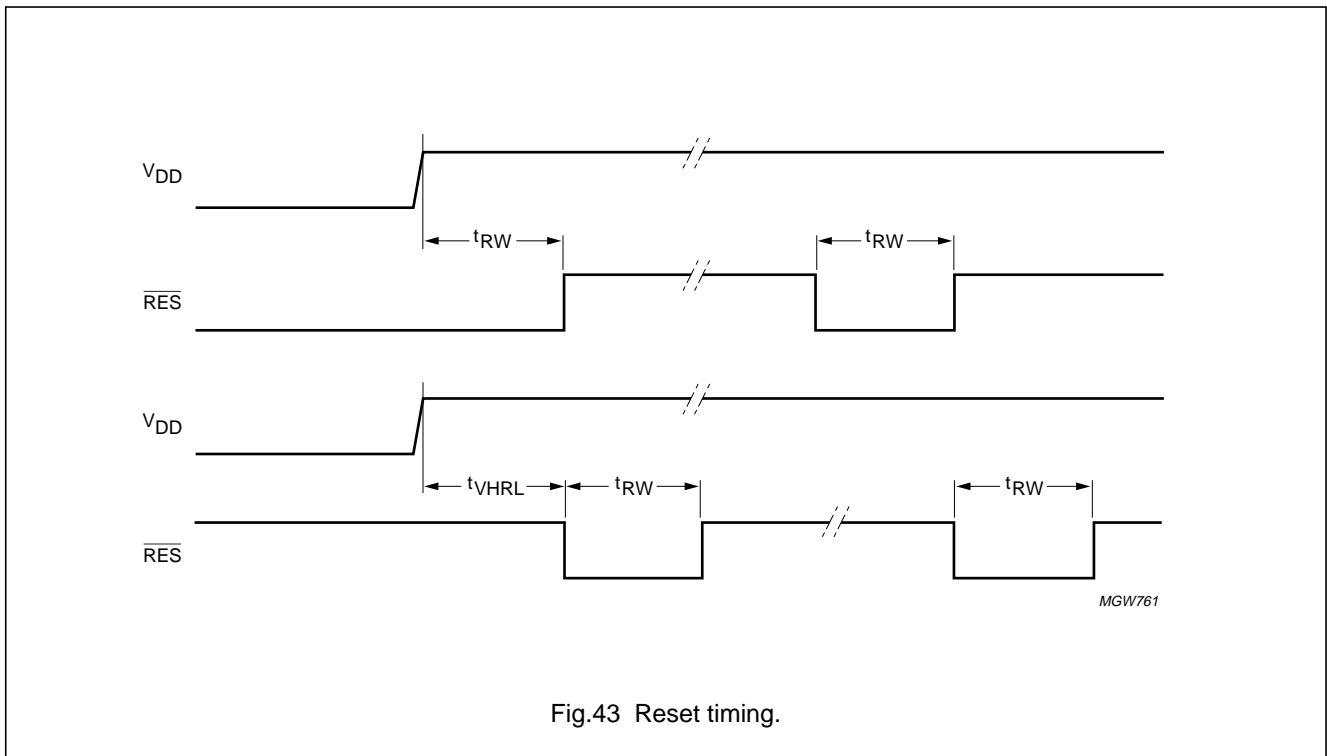 VDD
tRW
tRW
RES
VDD
tVHRL
tRW
tRW
RES
MGW761
Fig.43 Reset timing.